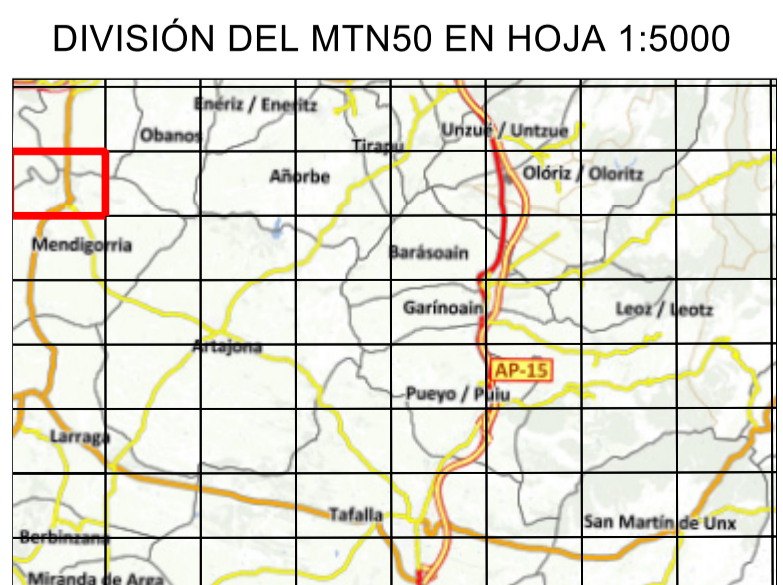 DIVISIÓN DEL MTN50 EN HOJA 1:5000
Enériz / Eneritz
Obanos
Unzué / Untzue
Tirapu
Añorbe
Olóriz / Oloritz
Mendigorria
Barásoain
Garínoain
Leoz / Leotz
Artajona
AP-15
Pueyo / Puiu
Larraga
Tafalla
San Martín de Unx
Berbinzana
Miranda de Arga